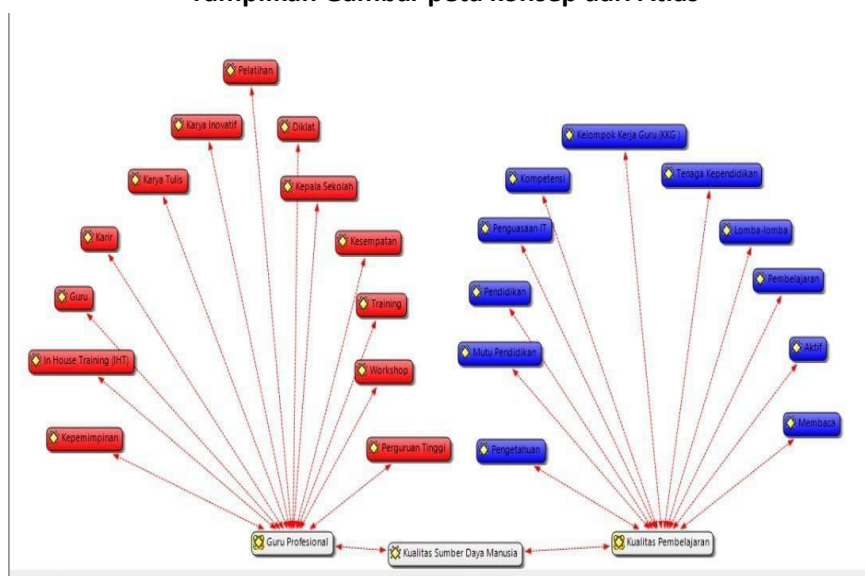 Tampilkan Gambar peta konsep dari Atlas
Pelatihan
Karya Inovatif
Diklat
Karya Tulis
Kepala Sekolah
Karir
Kesempatan
Guru
Training
In House Training (IHT)
Workshop
Kepemimpinan
Perguruan Tinggi
Kelompok Kerja Guru (KKG )
Kompetensi
Tenaga Kependidikan
Penguasaan IT
Lomba-lomba
Pendidikan
Pembelajaran
Mutu Pendidikan
Aktif
Pengetahuan
Membaca
Guru Profesional
Kualitas Sumber Daya Manusia
Kualitas Pembelajaran